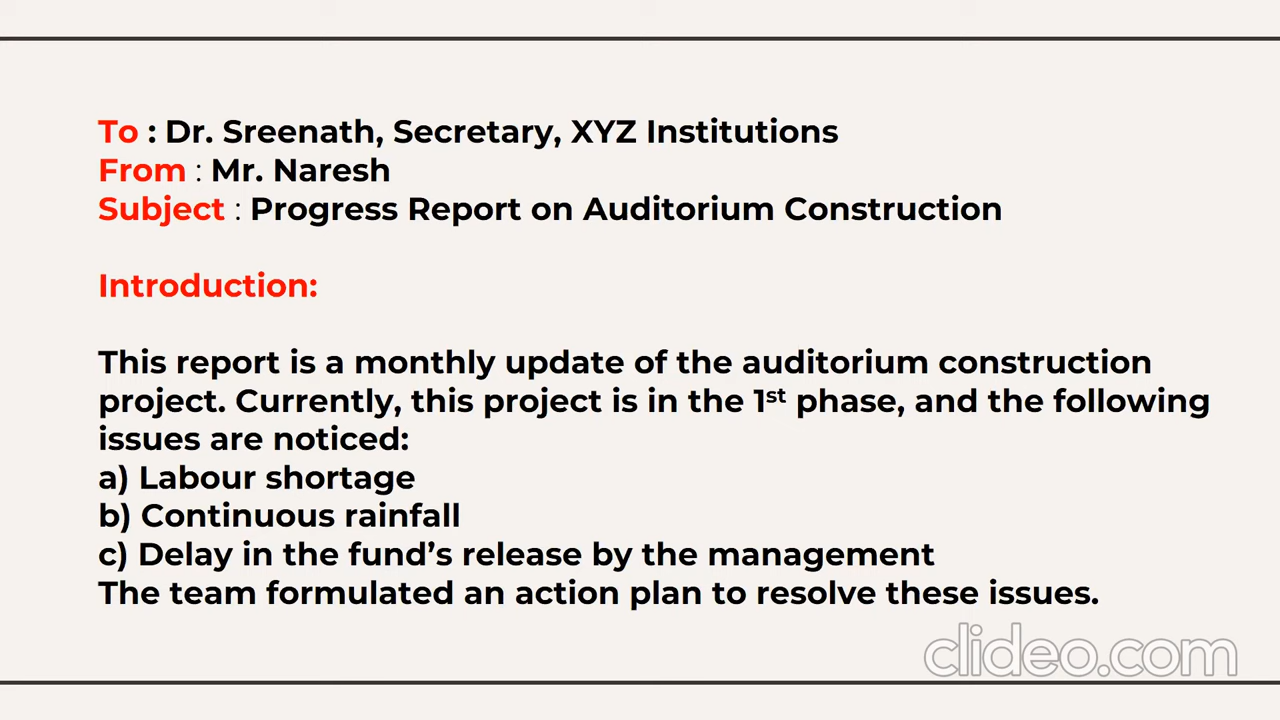 To : Dr. Sreenath, Secretary, XYZ Institutions
From : Mr. Naresh
Subject : Progress Report on Auditorium Construction
Introduction:
This report is a monthly update of the auditorium construction
project. Currently, this project is in the 1st phase, and the following
issues are noticed:
a) Labour shortage
b) Continuous rainfall
c) Delay in the fund’s release by the management
The team formulated an action plan to resolve these issues.
clideo.com